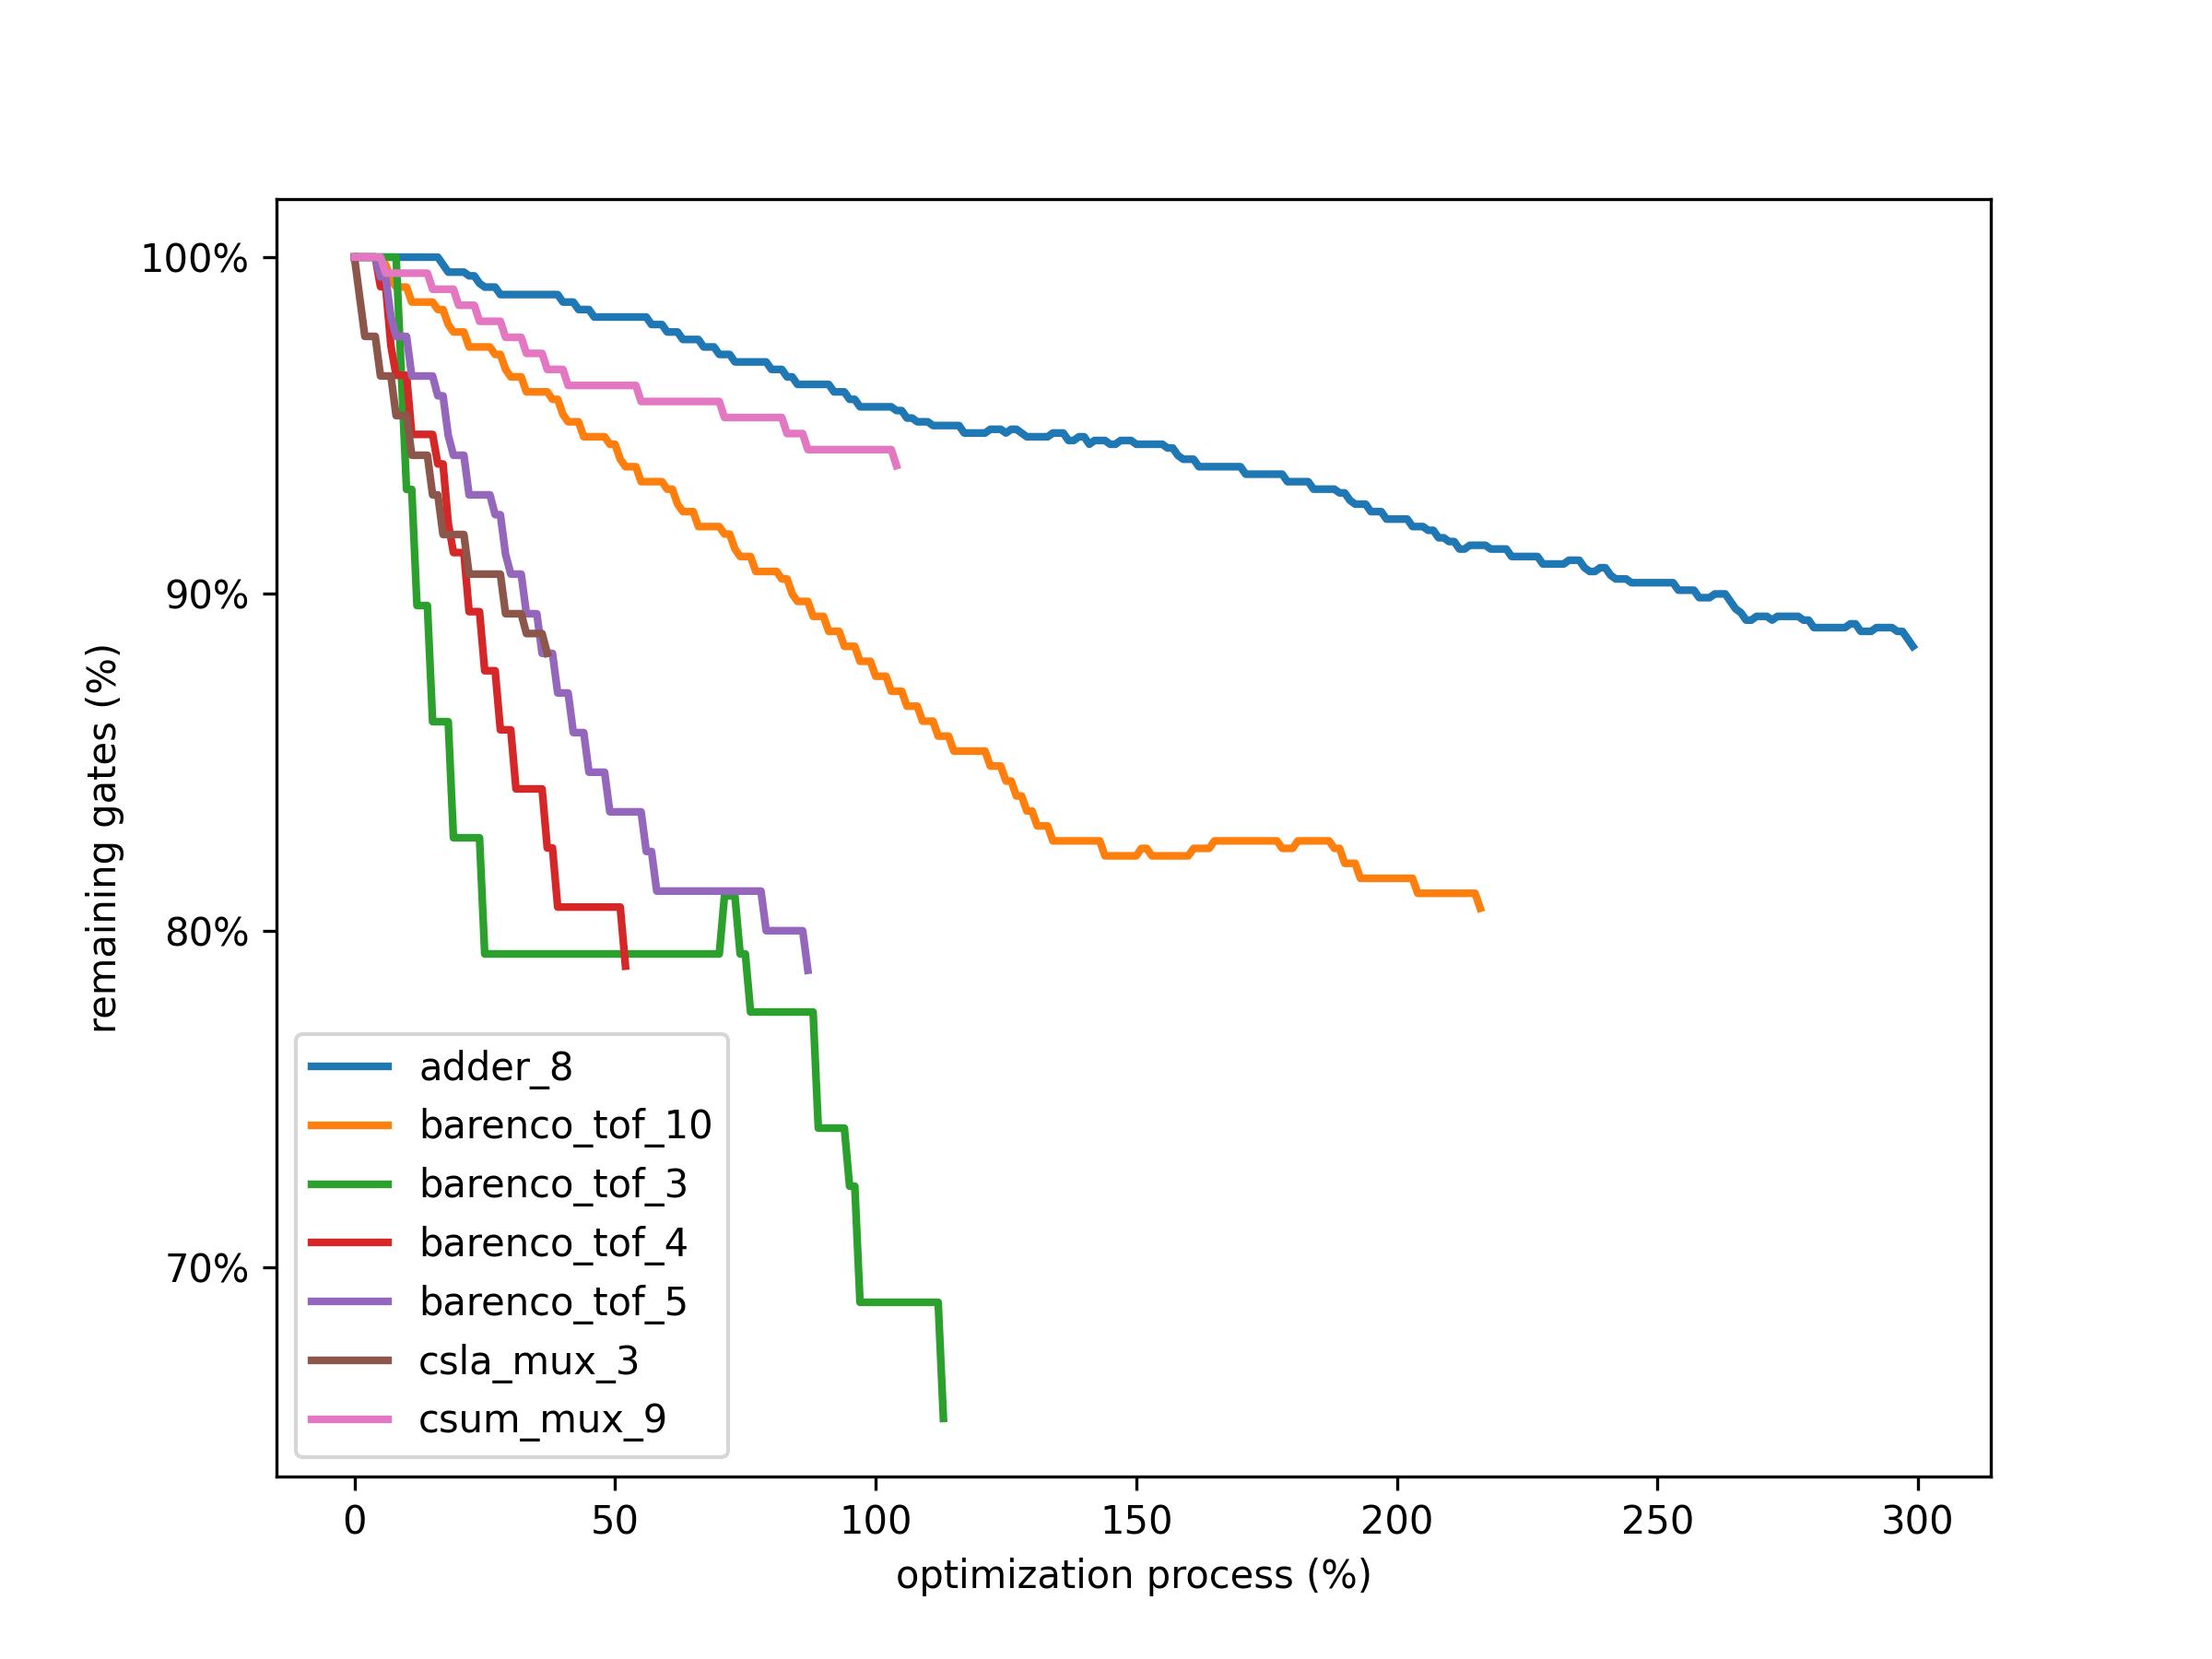 100%
90%
80%
70%
remaining gates (%)
adder_8
barenco_tof_10
barenco_tof_3
barenco_tof_4
barenco_tof_5
csla_mux_3
csum_mux_9
0 50 100 150 200 250 300
optimization process (%)